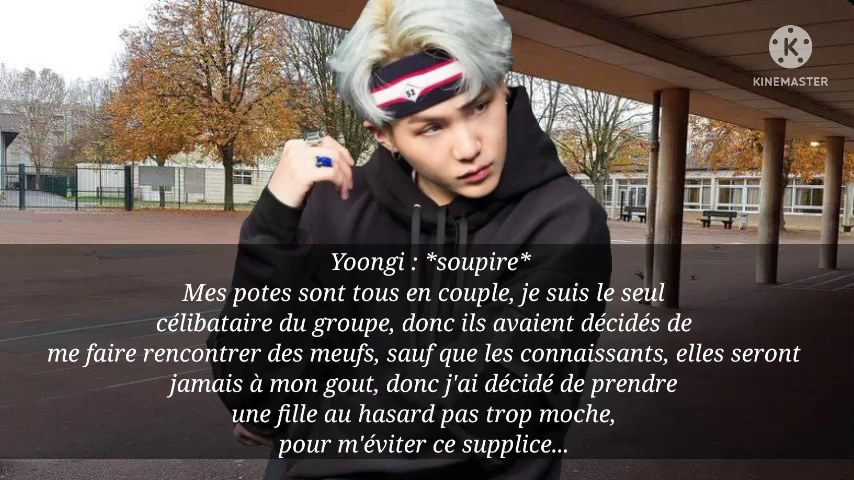 KINEMASTER
Yoongi : *soupire*
Mes potes sont tous en couple, je suis le seul
célibataire du groupe, donc ils avaient décidés de
me faire rencontrer des meufs, sauf que les connaissants, elles seront
jamais à mon gout, donc j'ai décidé de prendre
une fille au hasard pas trop moche,
pour m'éviter ce supplice...